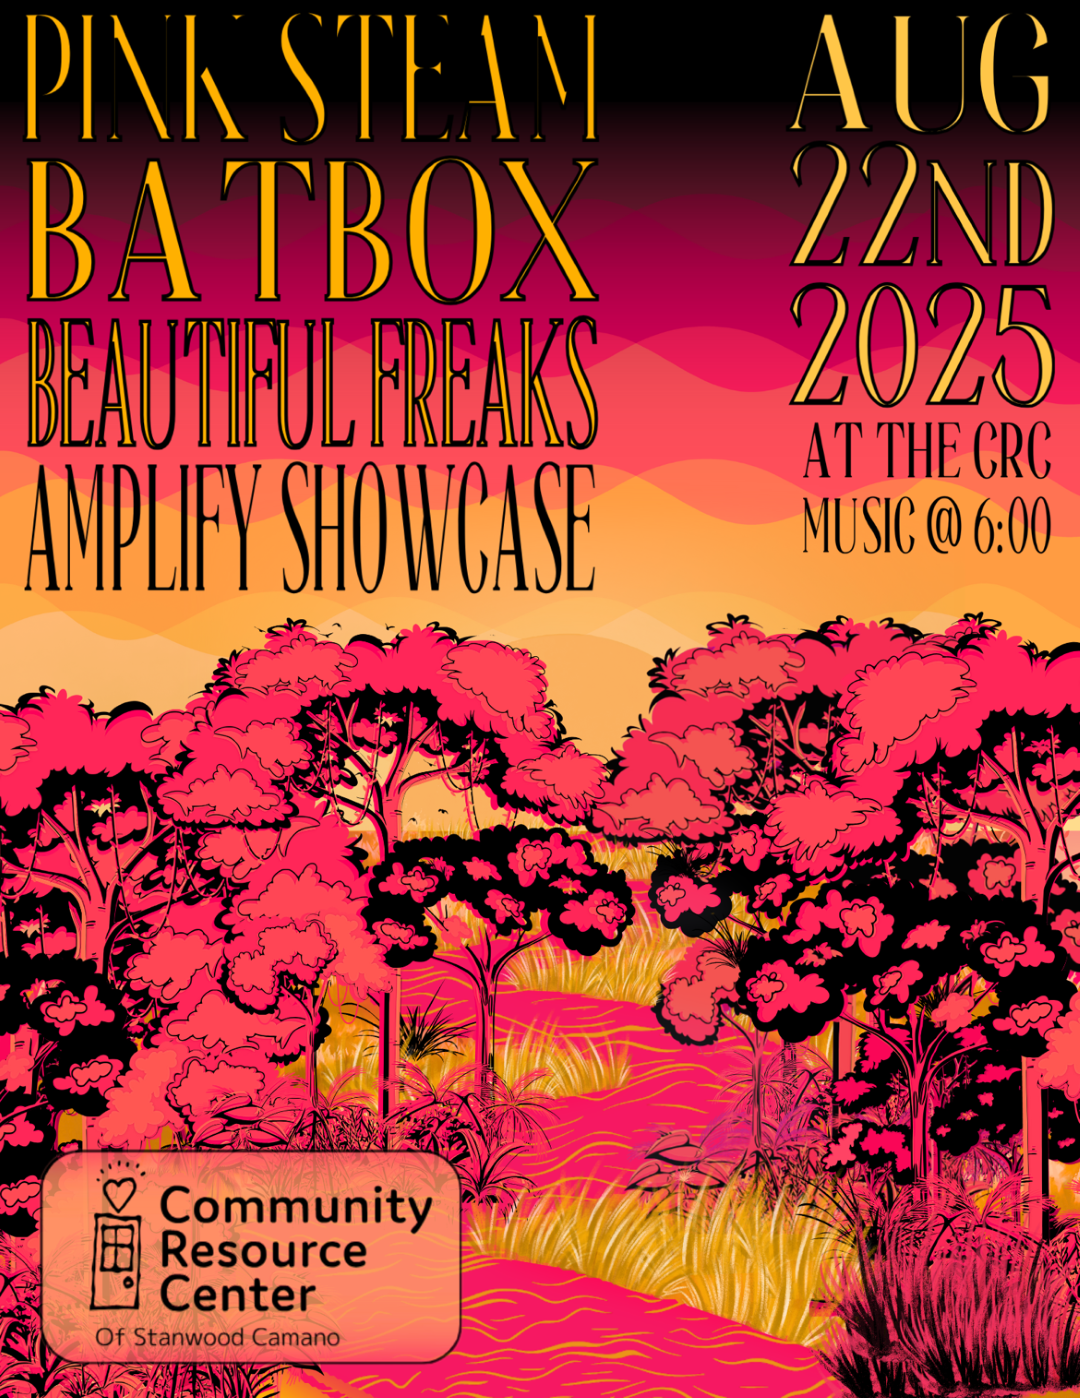 PINK STEAM
BATBOX
BEAUTIFUL FREAKS
AMPLIFY SHOWCASE
AUG
22ND
2025
AT THE CRC
MUSIC @ 6:00
Community
Resource
Center
Of Stanwood Camano